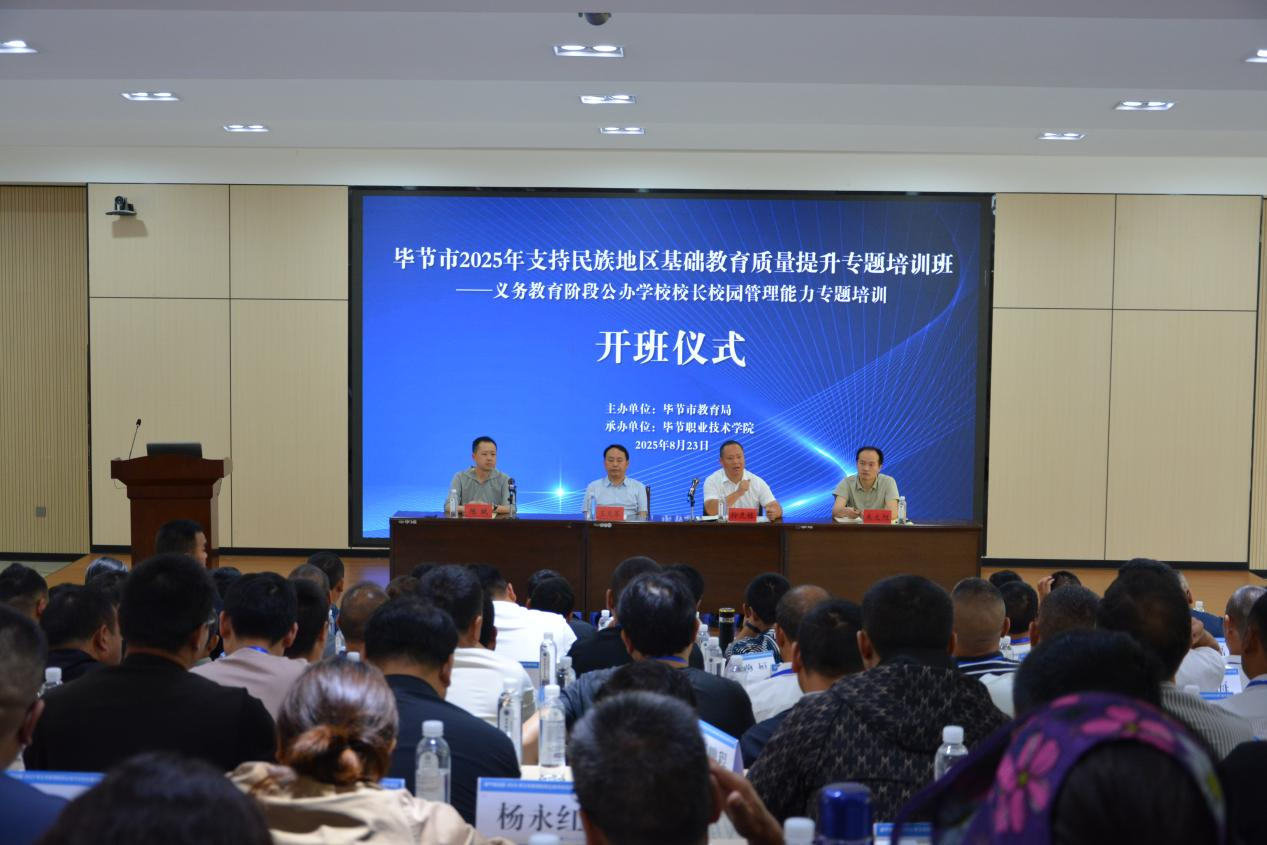 毕节市2025年支持民族地区基础教育质量提升专题培训班
——义务教育阶段公办学校校长校园管理能力专题培训
开班仪式
主办单位：毕节市教育局
承办单位：毕节职业技术学院
2025年8月23日
陈斌
杨永红